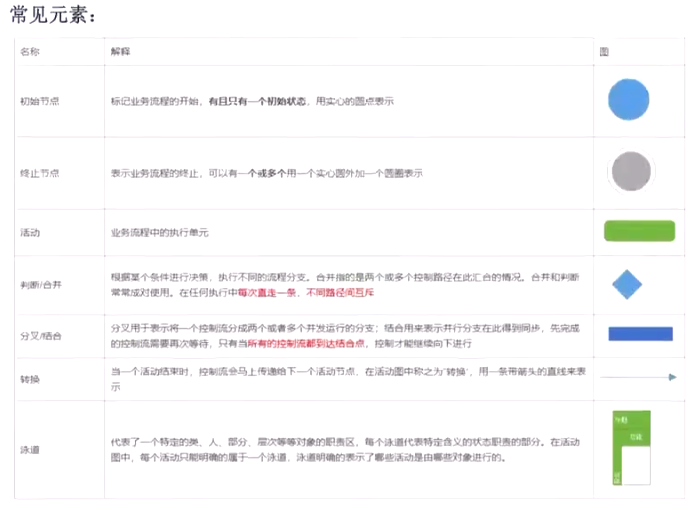 常见元素：
名称 解释 图
初始节点 标记业务流程的开始，有且只有一个初始状态，用实心的圆点表示
终止节点 表示业务流程的终止，可以有一个或多个用一个实心圆外加一个圆圈表示
活动 业务流程中的执行单元
判断/合并 根据某个条件进行决策，执行不同的流程分支。合并指的是两个或多个控制路径在此汇合的情况。合并和判断
常常成对使用。在任何执行中每次直走一条，不同路径间互斥
分叉/结合 分叉用于表示将一个控制流分成两个或者多个并发运行的分支；结合用来表示并行分支在此得到同步，先完成
的控制流需要再次等待，只有当所有的控制流都到达结合点，控制才能继续向下进行
转换 当一个活动结束时，控制流会马上传递给下一个活动节点，在活动图中称之为“转换”，用一条带箭头的直线来表
示
泳道 代表了一个特定的类、人、部分、层次等等对象的职责区，每个泳道代表特定含义的状态职责的部分。在活动
图中，每个活动只能明确的属于一个泳道，泳道明确的表示了哪些活动是由哪些对象进行的。